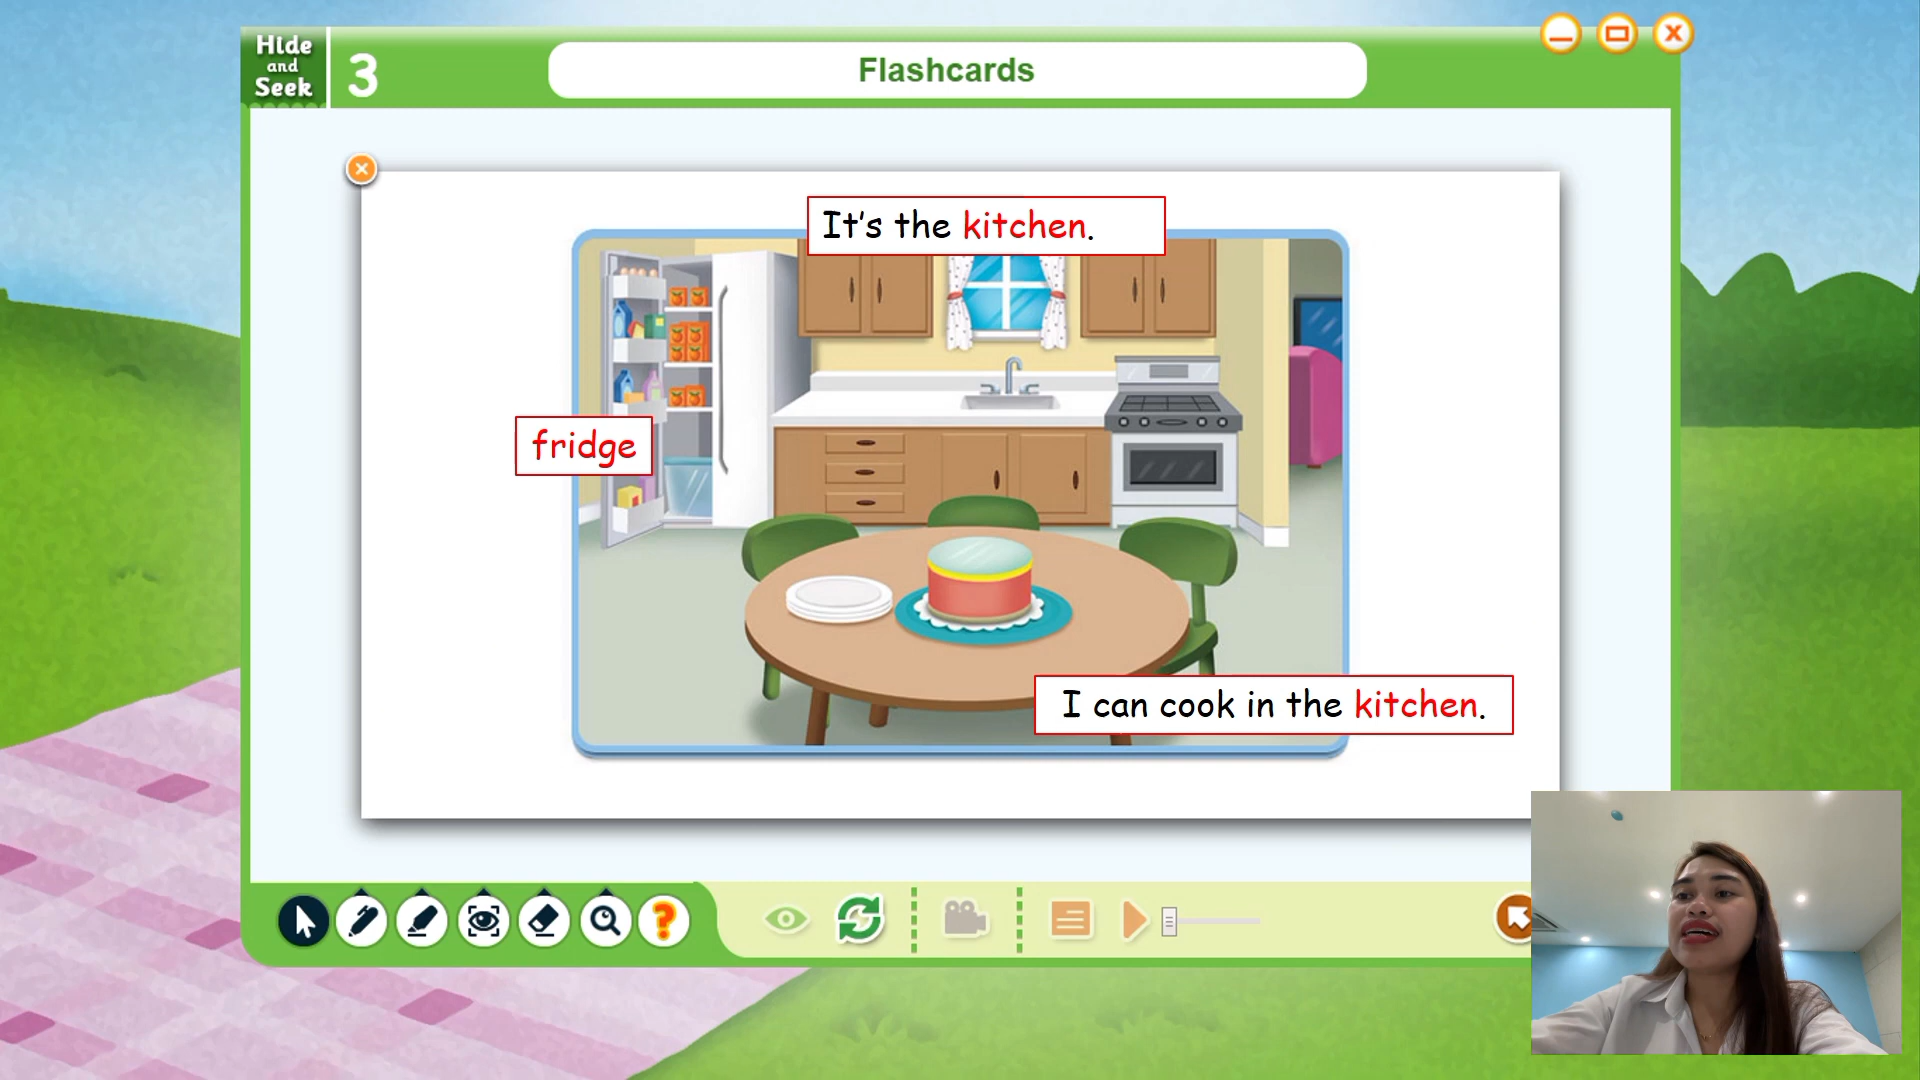 Hide
and
Seek
3
Flashcards
It's the kitchen.
fridge
I can cook in the kitchen.
?